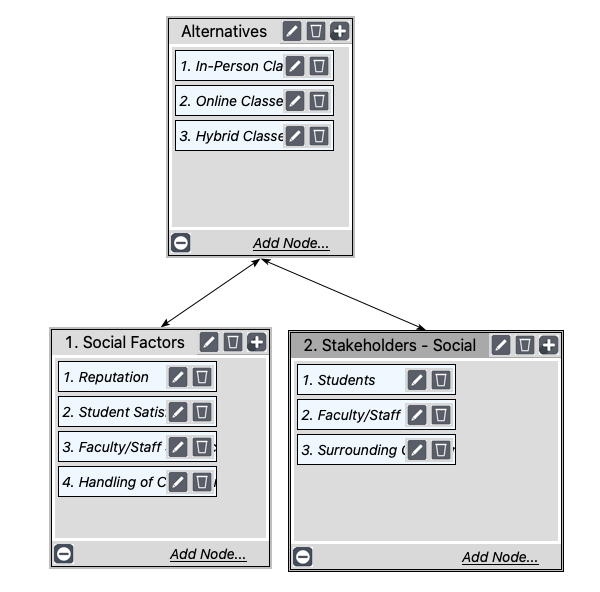 Alternatives
1. In-Person Cla
2. Online Classe
3. Hybrid Classe
Add Node...
1. Social Factors
1. Reputation
2. Student Satis
3. Faculty/Staff
4. Handling of C
Add Node...
2. Stakeholders - Social
1. Students
2. Faculty/Staff
3. Surrounding
Add Node...